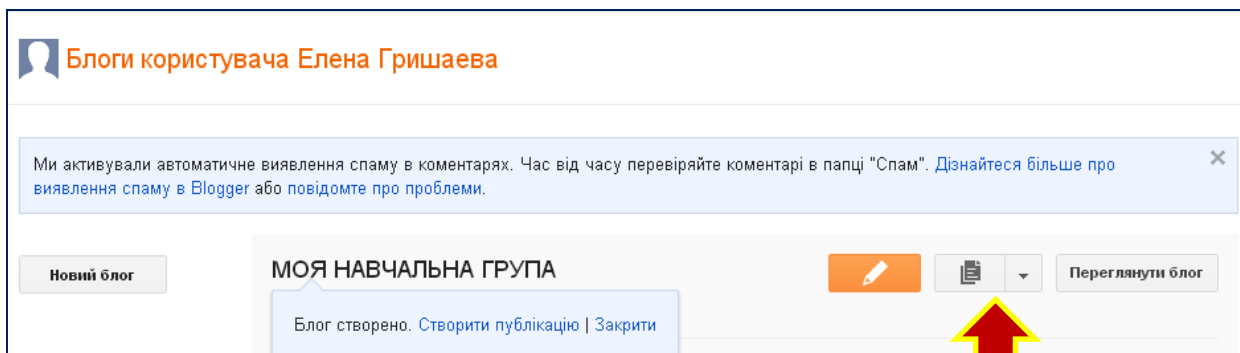 Блоги користувача Елена Гришаева
Ми активували автоматичне виявлення спаму в коментарях. Час від часу перевіряйте коментарі в папці "Спам". Дізнайтеся більше про
виявлення спаму в Blogger або повідомте про проблеми.
Новий блог
МОЯ НАВЧАЛЬНА ГРУПА
Переглянути блог
Блог створено. Створити публікацію | Закрити